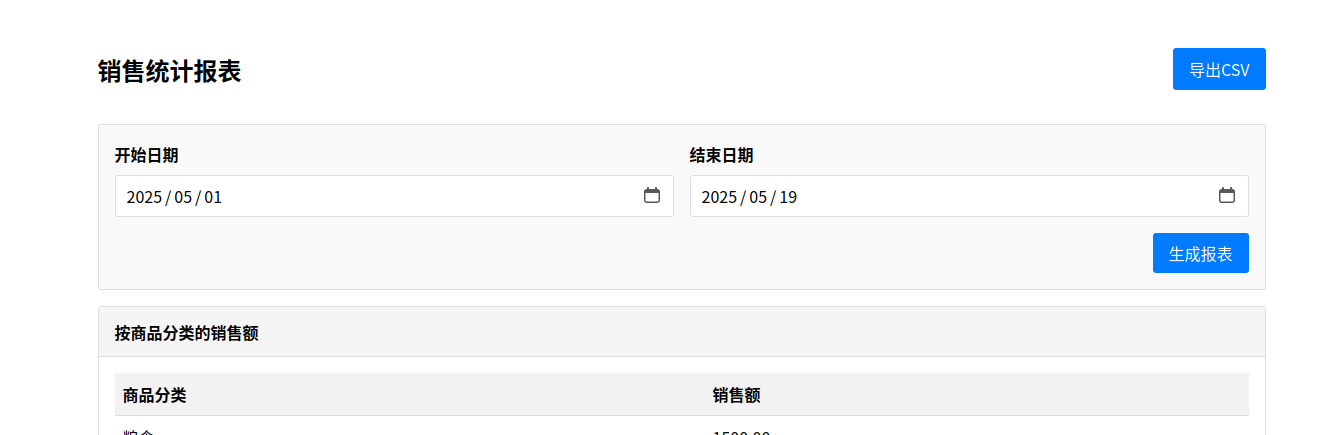 销售统计报表
导出CSV
开始日期
结束日期
2025/05/01
2025/05/19
生成报表
按商品分类的销售额
商品分类
销售额